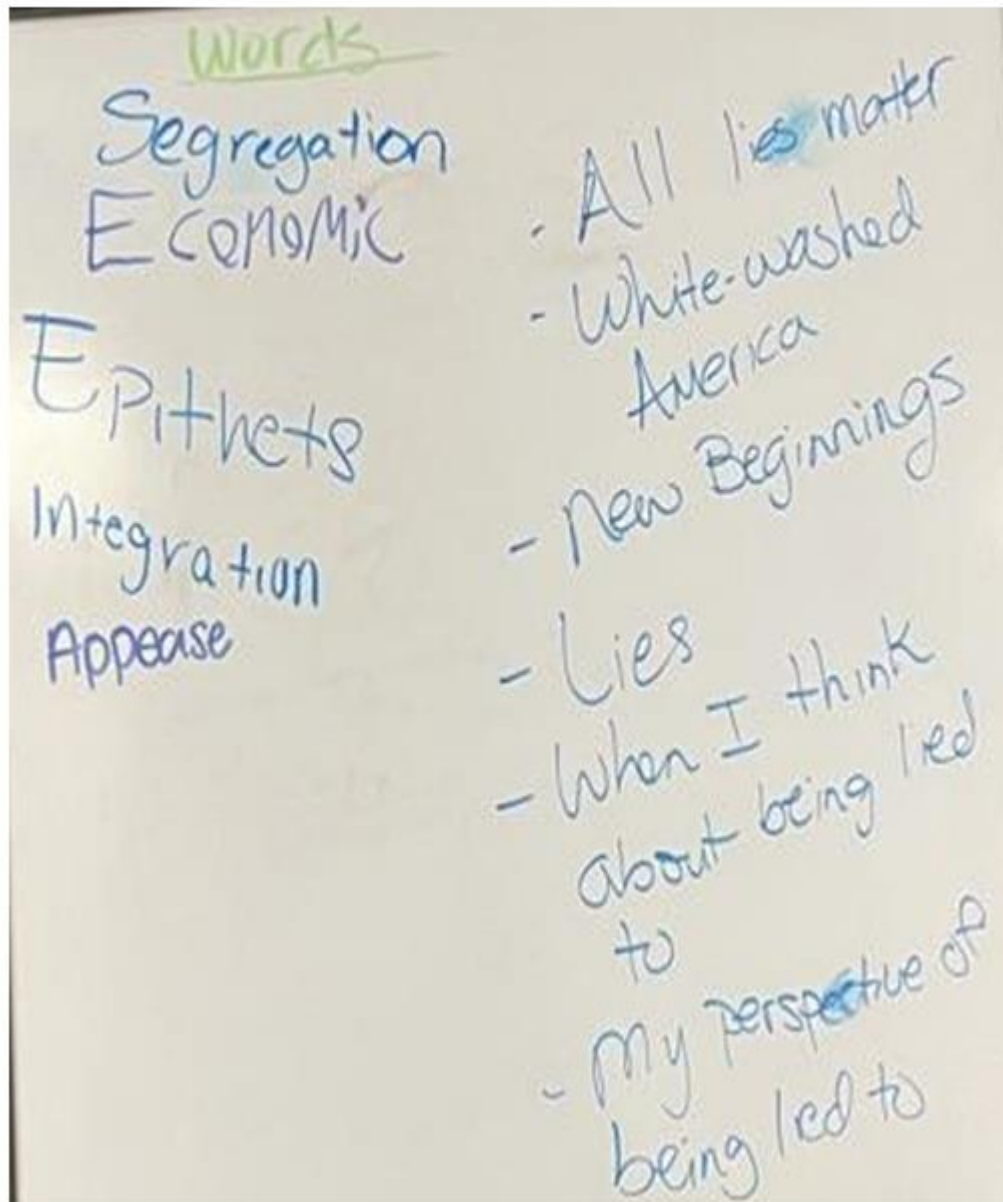 Words
Segregation
Economic
Epithets
Integration
Appease
- All lies matter
- White-washed
America
- New Beginnings
- Lies
- When I think
about being lied
to
- My perspective of
being lied to